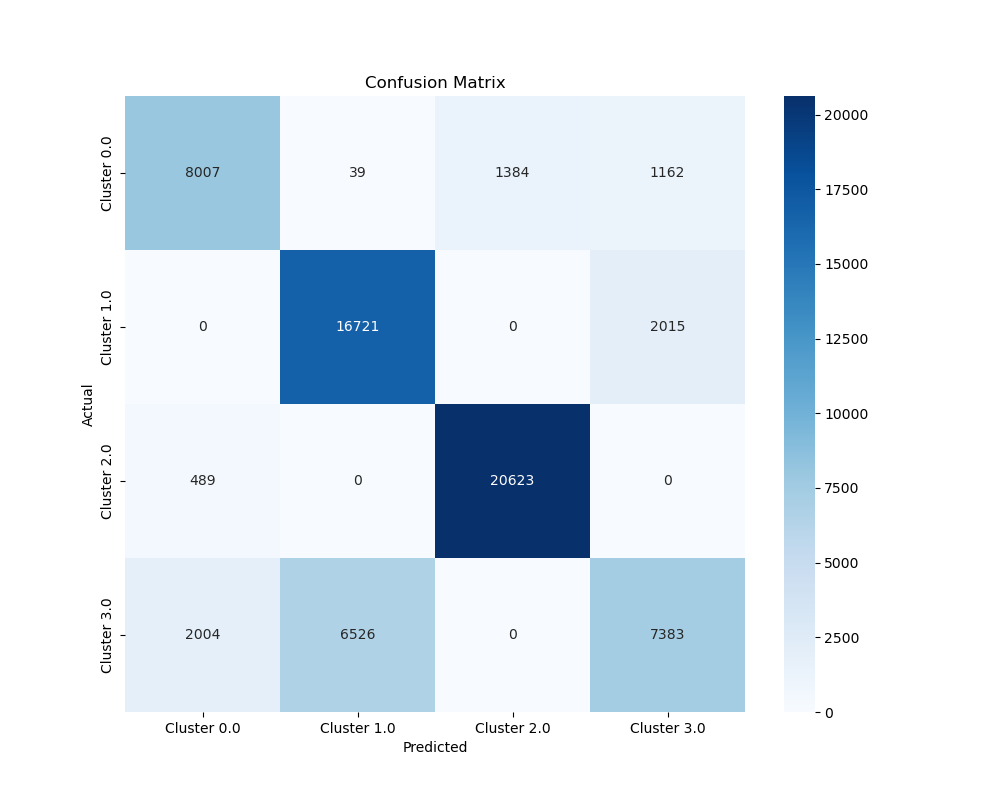 Confusion Matrix
Cluster 0.0
8007 39 1384 1162
Cluster 1.0
0 16721 0 2015
Actual
Cluster 2.0
489 0 20623 0
Cluster 3.0
2004 6526 0 7383
Cluster 0.0 Cluster 1.0 Cluster 2.0 Cluster 3.0
Predicted
20000
17500
15000
12500
10000
7500
5000
2500
0